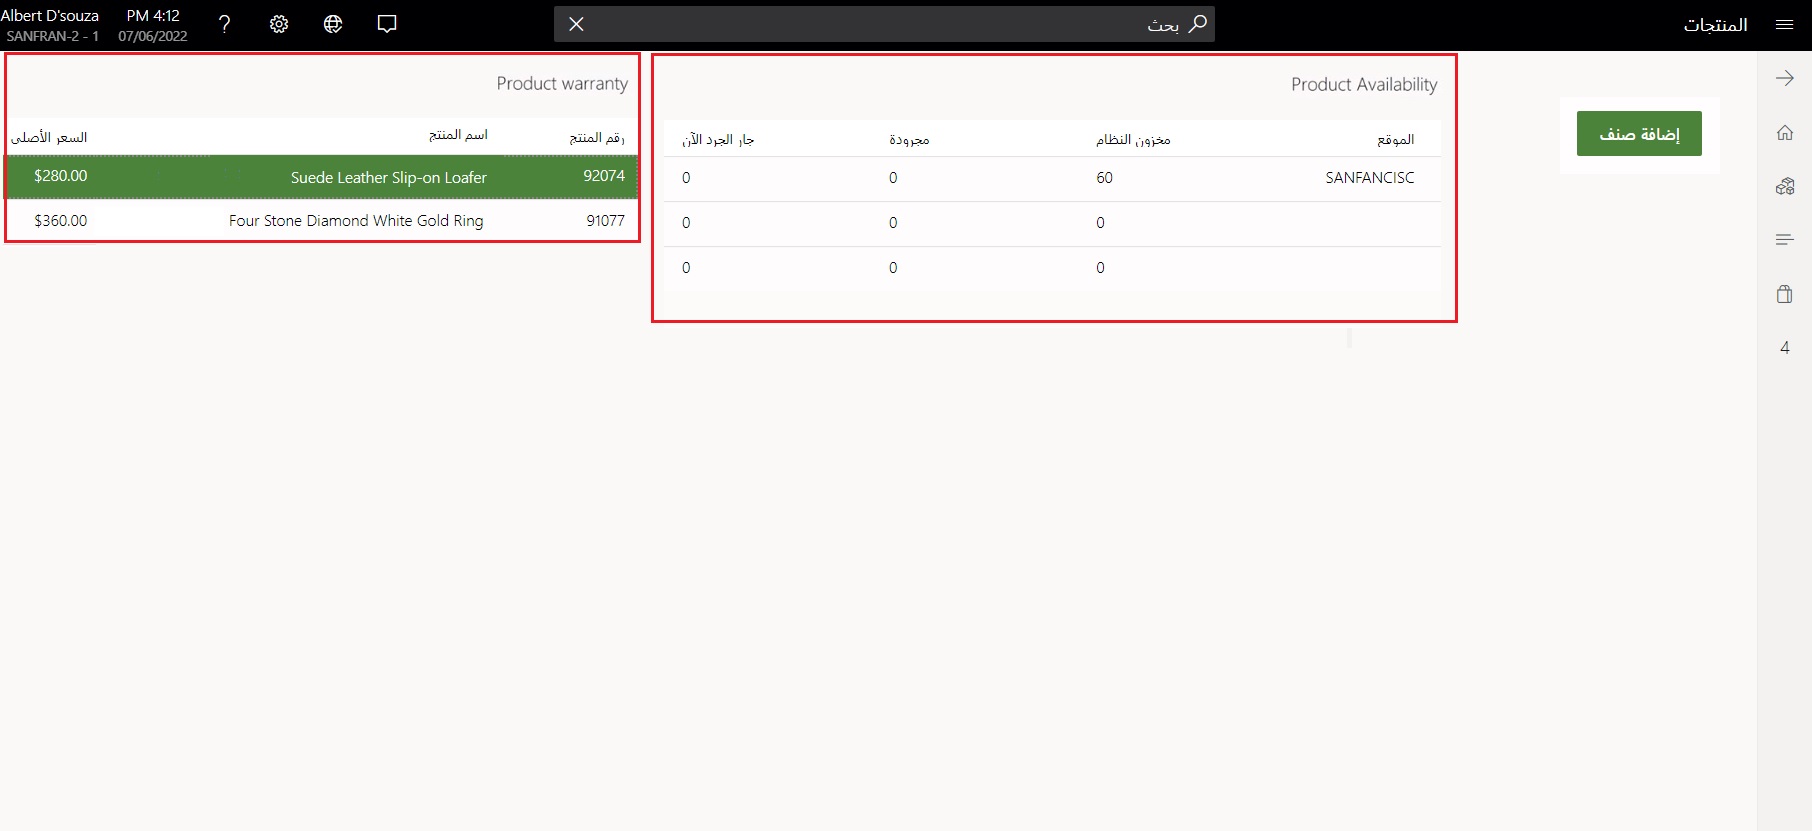 المنتجات
بحث
PM 4:12
07/06/2022
Albert D'souza
SANFRAN-2 - 1
إضافة صنف
Product Availability
الموقع مخزون النظام مجرودة جار الجرد الآن
SANFANCISC 60 0 0
0 0 0
0 0 0
Product warranty
رقم المنتج اسم المنتج السعر الأصلي
92074 Suede Leather Slip-on Loafer $280.00
91077 Four Stone Diamond White Gold Ring $360.00
4